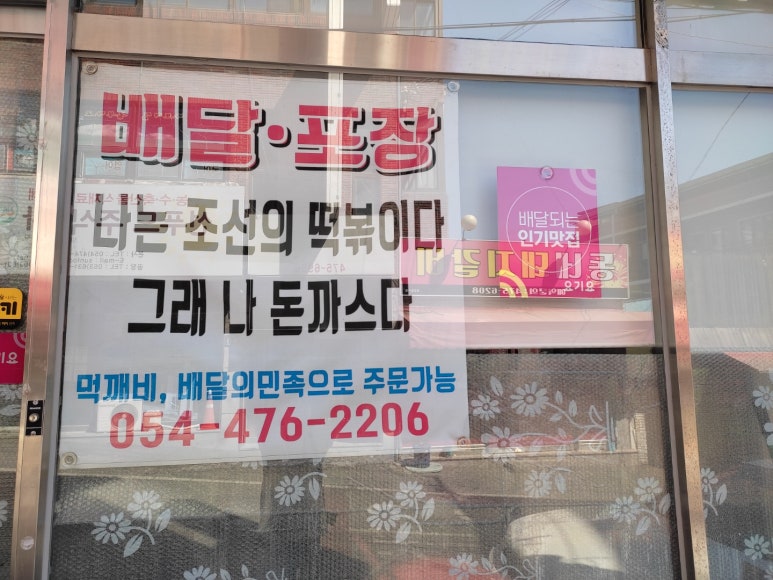 배달·포장
나는 조선의 떡볶이다
그래 나 돈까스다
먹깨비, 배달의민족으로 주문가능
054-476-2206
배달되는
인기맛집
요기요